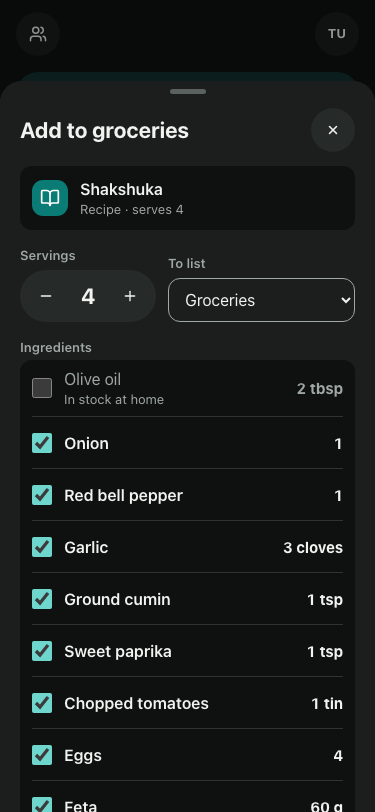 TU
Add to groceries
Shakshuka
Recipe · serves 4
Servings
To list
− 4 +
Groceries
Ingredients
Olive oil
In stock at home
2 tbsp
Onion 1
Red bell pepper 1
Garlic 3 cloves
Ground cumin 1 tsp
Sweet paprika 1 tsp
Chopped tomatoes 1 tin
Eggs 4
Feta 60 g